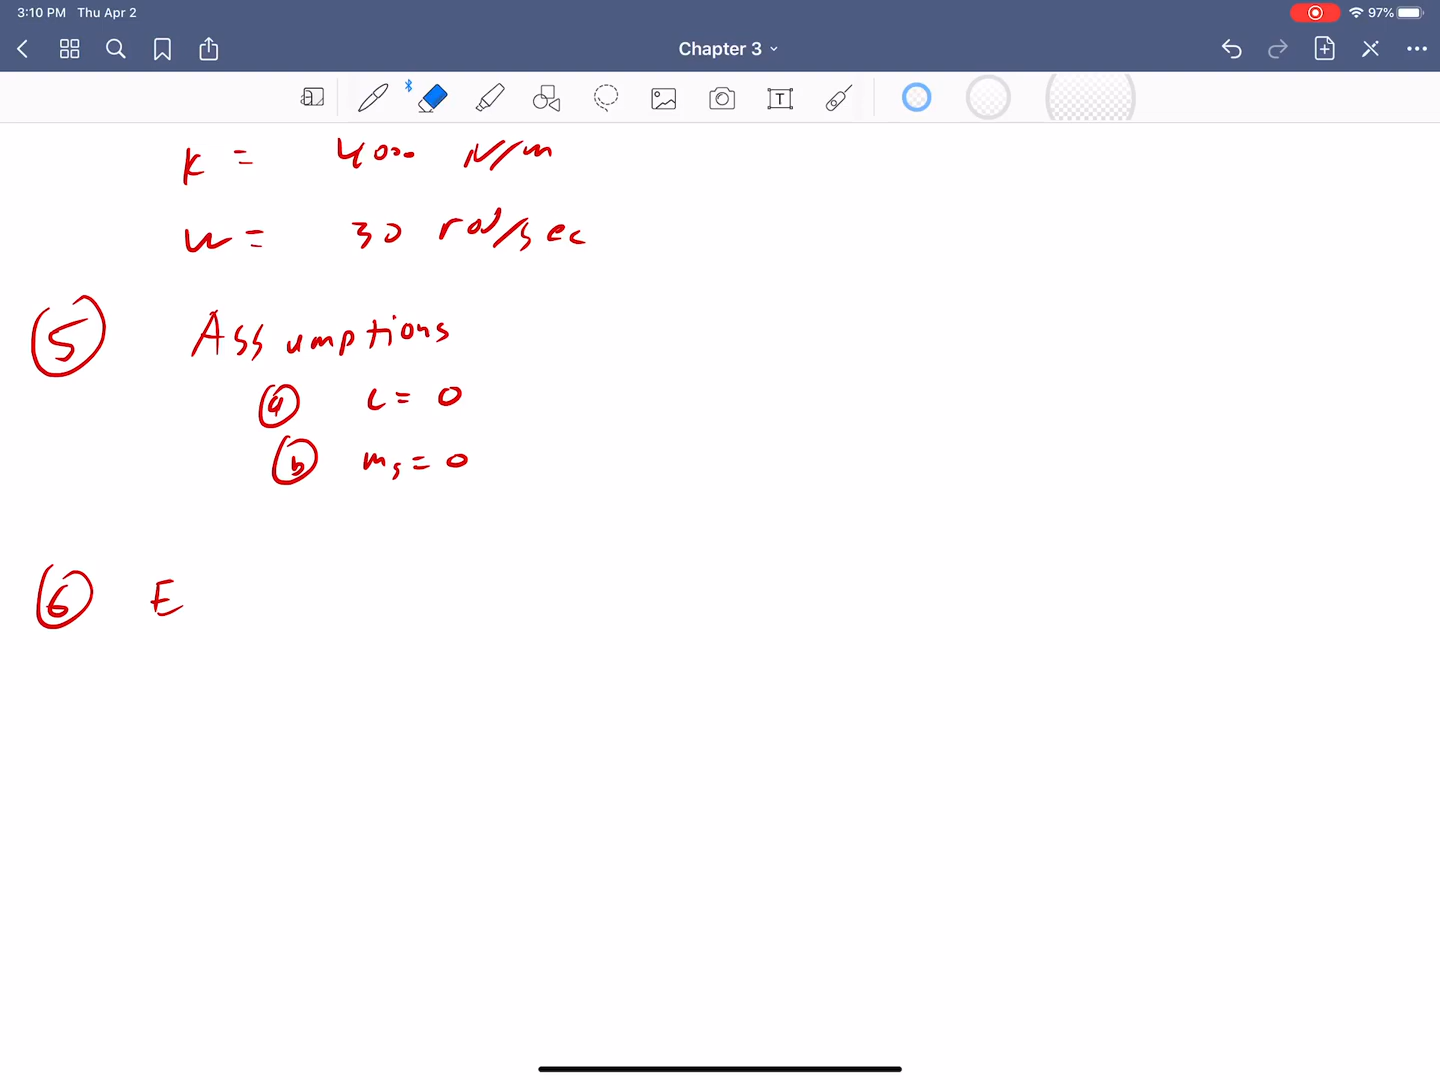 3:10 PM Thu Apr 2
97%
Chapter 3
K = 4000 N/m
w = 30 rad/sec
5 Assumptions
a c = 0
b ms = 0
6 E